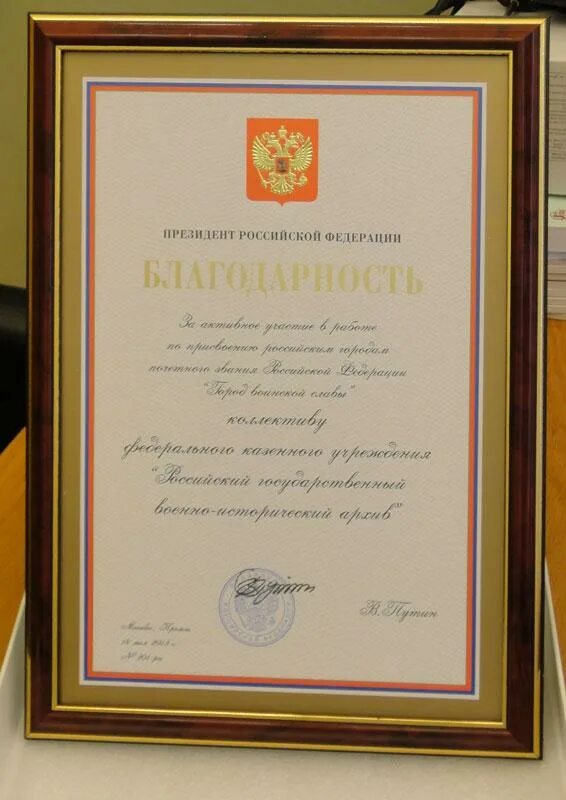 ПРЕЗИДЕНТ РОССИЙСКОЙ ФЕДЕРАЦИИ
БЛАГОДАРНОСТЬ
За активное участие в работе
по присвоению российским городам
почетного звания Российской Федерации
"Город воинской славы"
коллективу
федерального казенного учреждения
"Российский государственный
военно-исторический архив"
В.Путин
Москва, Кремль